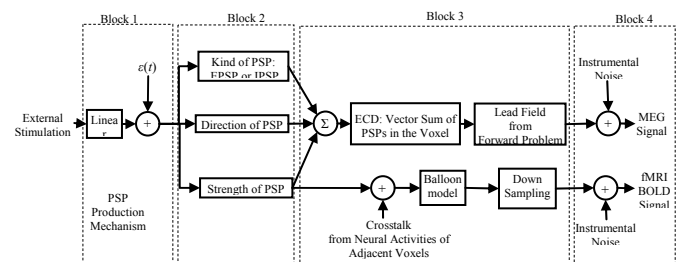 Block 1
Block 2
Block 3
Block 4
ε(t)
External
Stimulation
Linea
r
+
PSP
Production
Mechanism
Kind of PSP:
EPSP or IPSP
Direction of PSP
Strength of PSP
Σ
ECD: Vector Sum of
PSPs in the Voxel
Lead Field
from
Forward Problem
Instrumental
Noise
+
MEG
Signal
+
Crosstalk
from Neural Activities of
Adjacent Voxels
Balloon
model
Down
Sampling
+
fMRI
BOLD
Signal
Instrumental
Noise